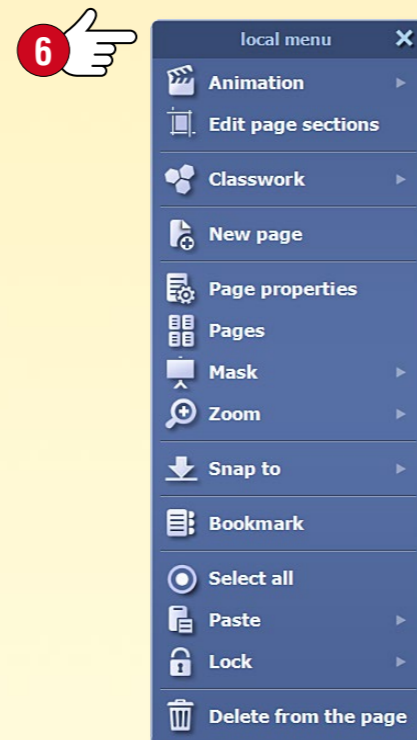 6
local menu
Animation
Edit page sections
Classwork
New page
Page properties
Pages
Mask
Zoom
Snap to
Bookmark
Select all
Paste
Lock
Delete from the page